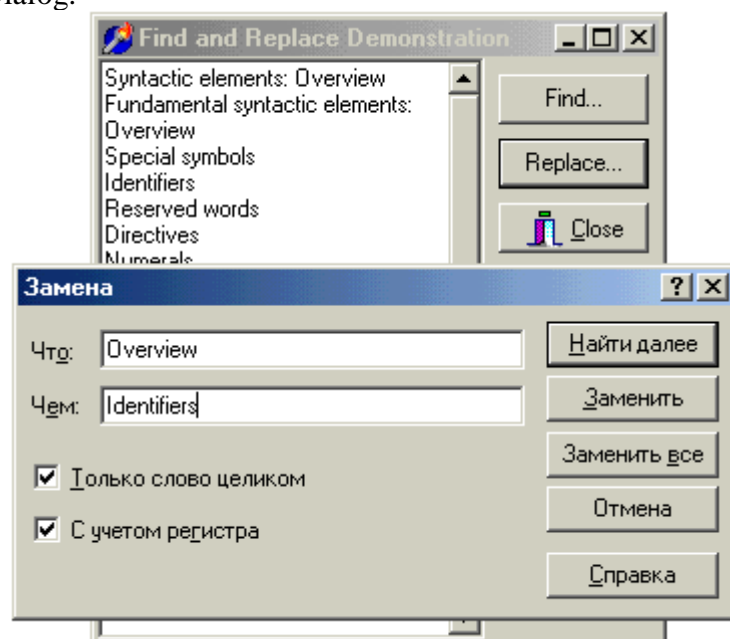 Find and Replace Demonstration
Syntactic elements: Overview
Fundamental syntactic elements:
Overview
Special symbols
Identifiers
Reserved words
Directives
Numerals
Find...
Replace...
Close
Замена
Что: Overview
Чем: Identifiers
Только слово целиком
С учетом регистра
Найти далее
Заменить
Заменить все
Отмена
Справка